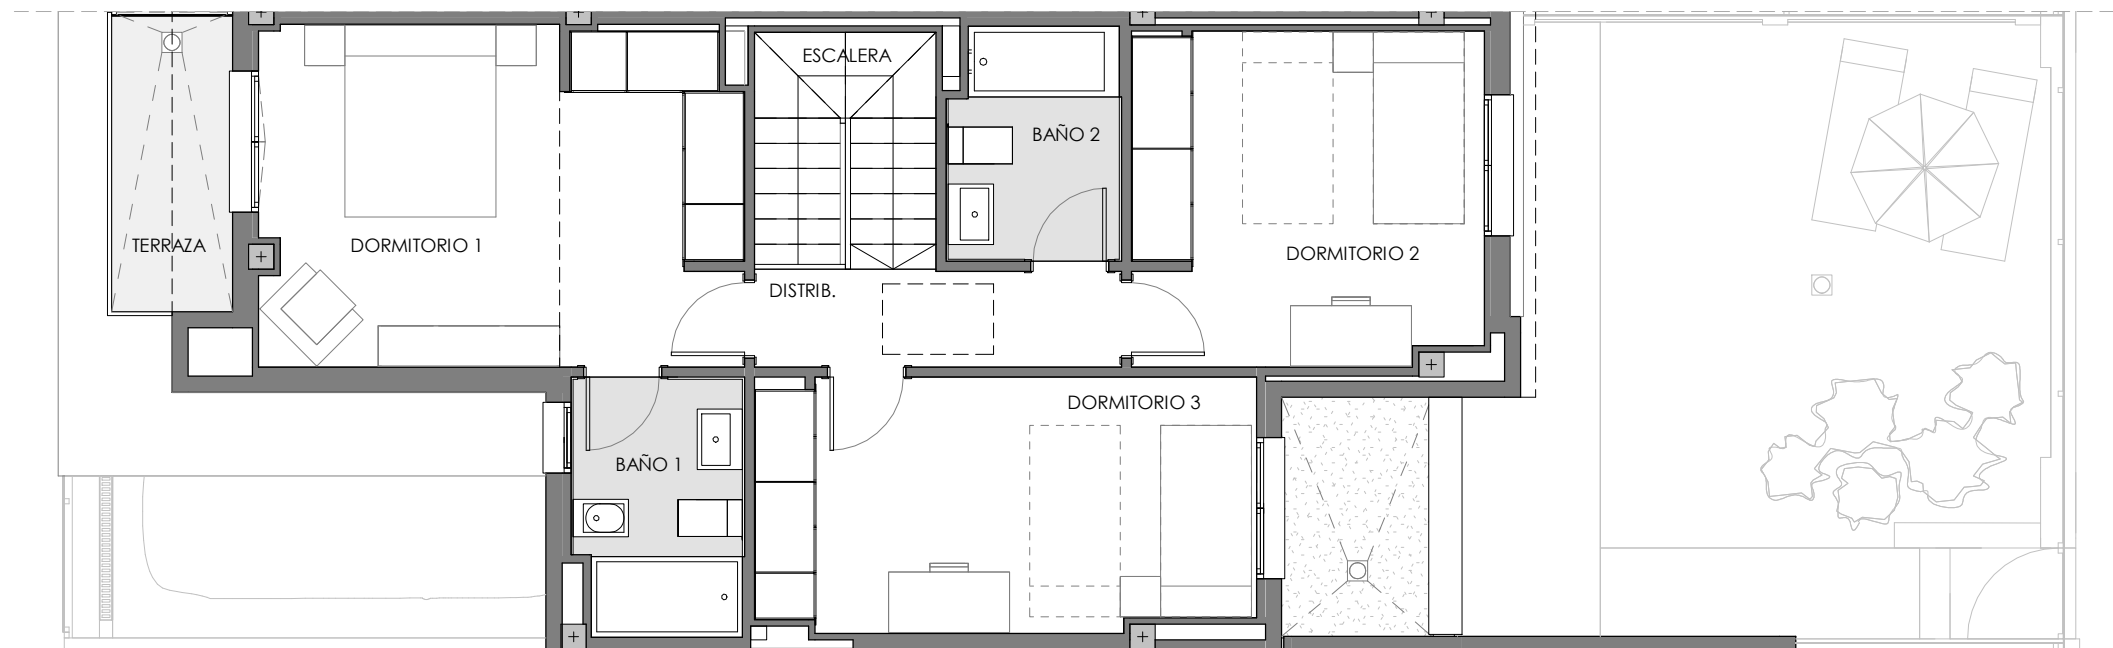 ESCALERA
BAÑO 2
TERRAZA
DORMITORIO 1
DORMITORIO 2
DISTRIB.
DORMITORIO 3
BAÑO 1